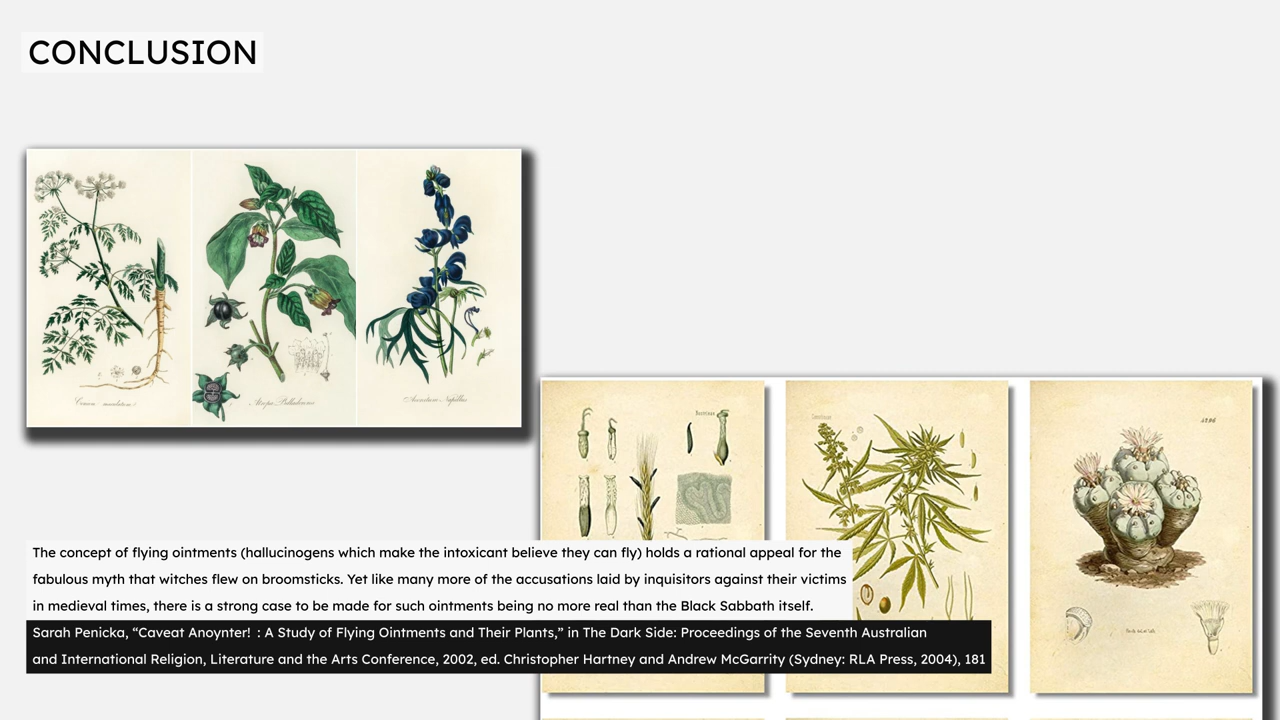 CONCLUSION
Conium maculatum
Atropa Belladonna
Aconitum Napellus
4296
The concept of flying ointments (hallucinogens which make the intoxicant believe they can fly) holds a rational appeal for the
fabulous myth that witches flew on broomsticks. Yet like many more of the accusations laid by inquisitors against their victims
in medieval times, there is a strong case to be made for such ointments being no more real than the Black Sabbath itself.
Sarah Penicka, “Caveat Anoynter! : A Study of Flying Ointments and Their Plants,” in The Dark Side: Proceedings of the Seventh Australian
and International Religion, Literature and the Arts Conference, 2002, ed. Christopher Hartney and Andrew McGarrity (Sydney: RLA Press, 2004), 181